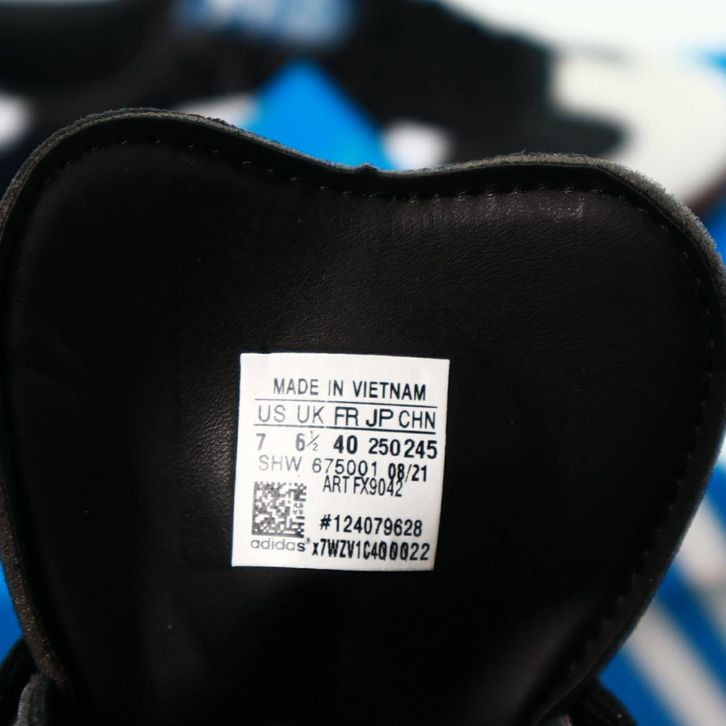 MADE IN VIETNAM
US UK FR JP CHN
7 6½ 40 250 245
SHW 675001 08/21
ART FX9042
#124079628
adidas x7WZV1C400022